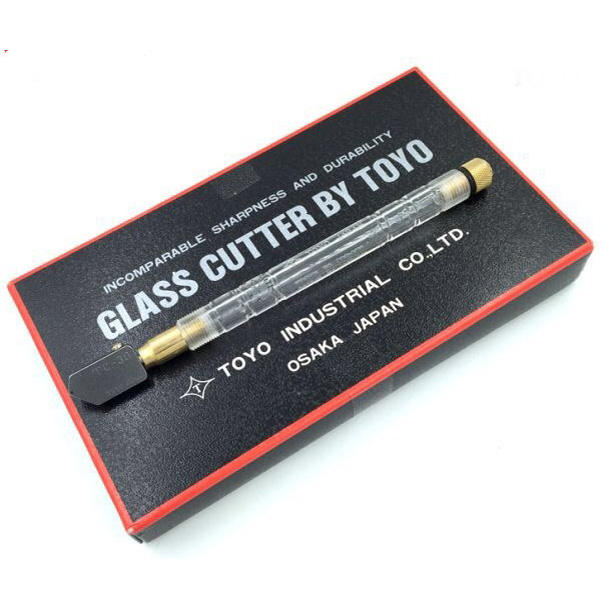 INCOMPARABLE SHARPNESS AND DURABILITY
GLASS CUTTER BY TOYO
T
TOYO INDUSTRIAL CO.,LTD.
OSAKA JAPAN